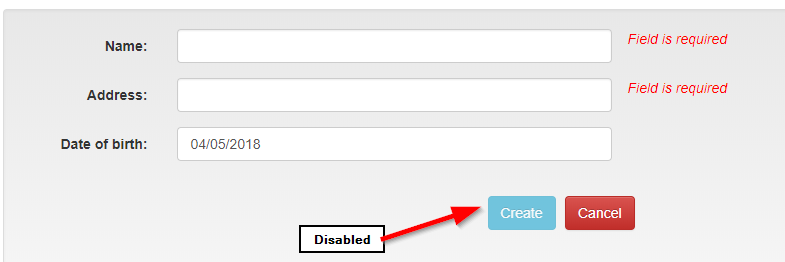 Name: Field is required
Address: Field is required
Date of birth: 04/05/2018
Create Cancel
Disabled